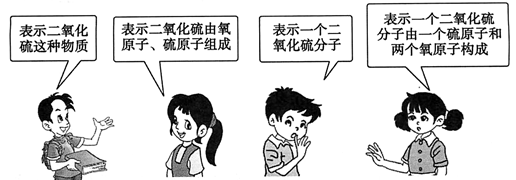 表示二氧化
硫这种物质
表示二氧化硫由氧
原子、硫原子组成
表示一个二
氧化硫分子
表示一个二氧化硫
分子由一个硫原子和
两个氧原子构成